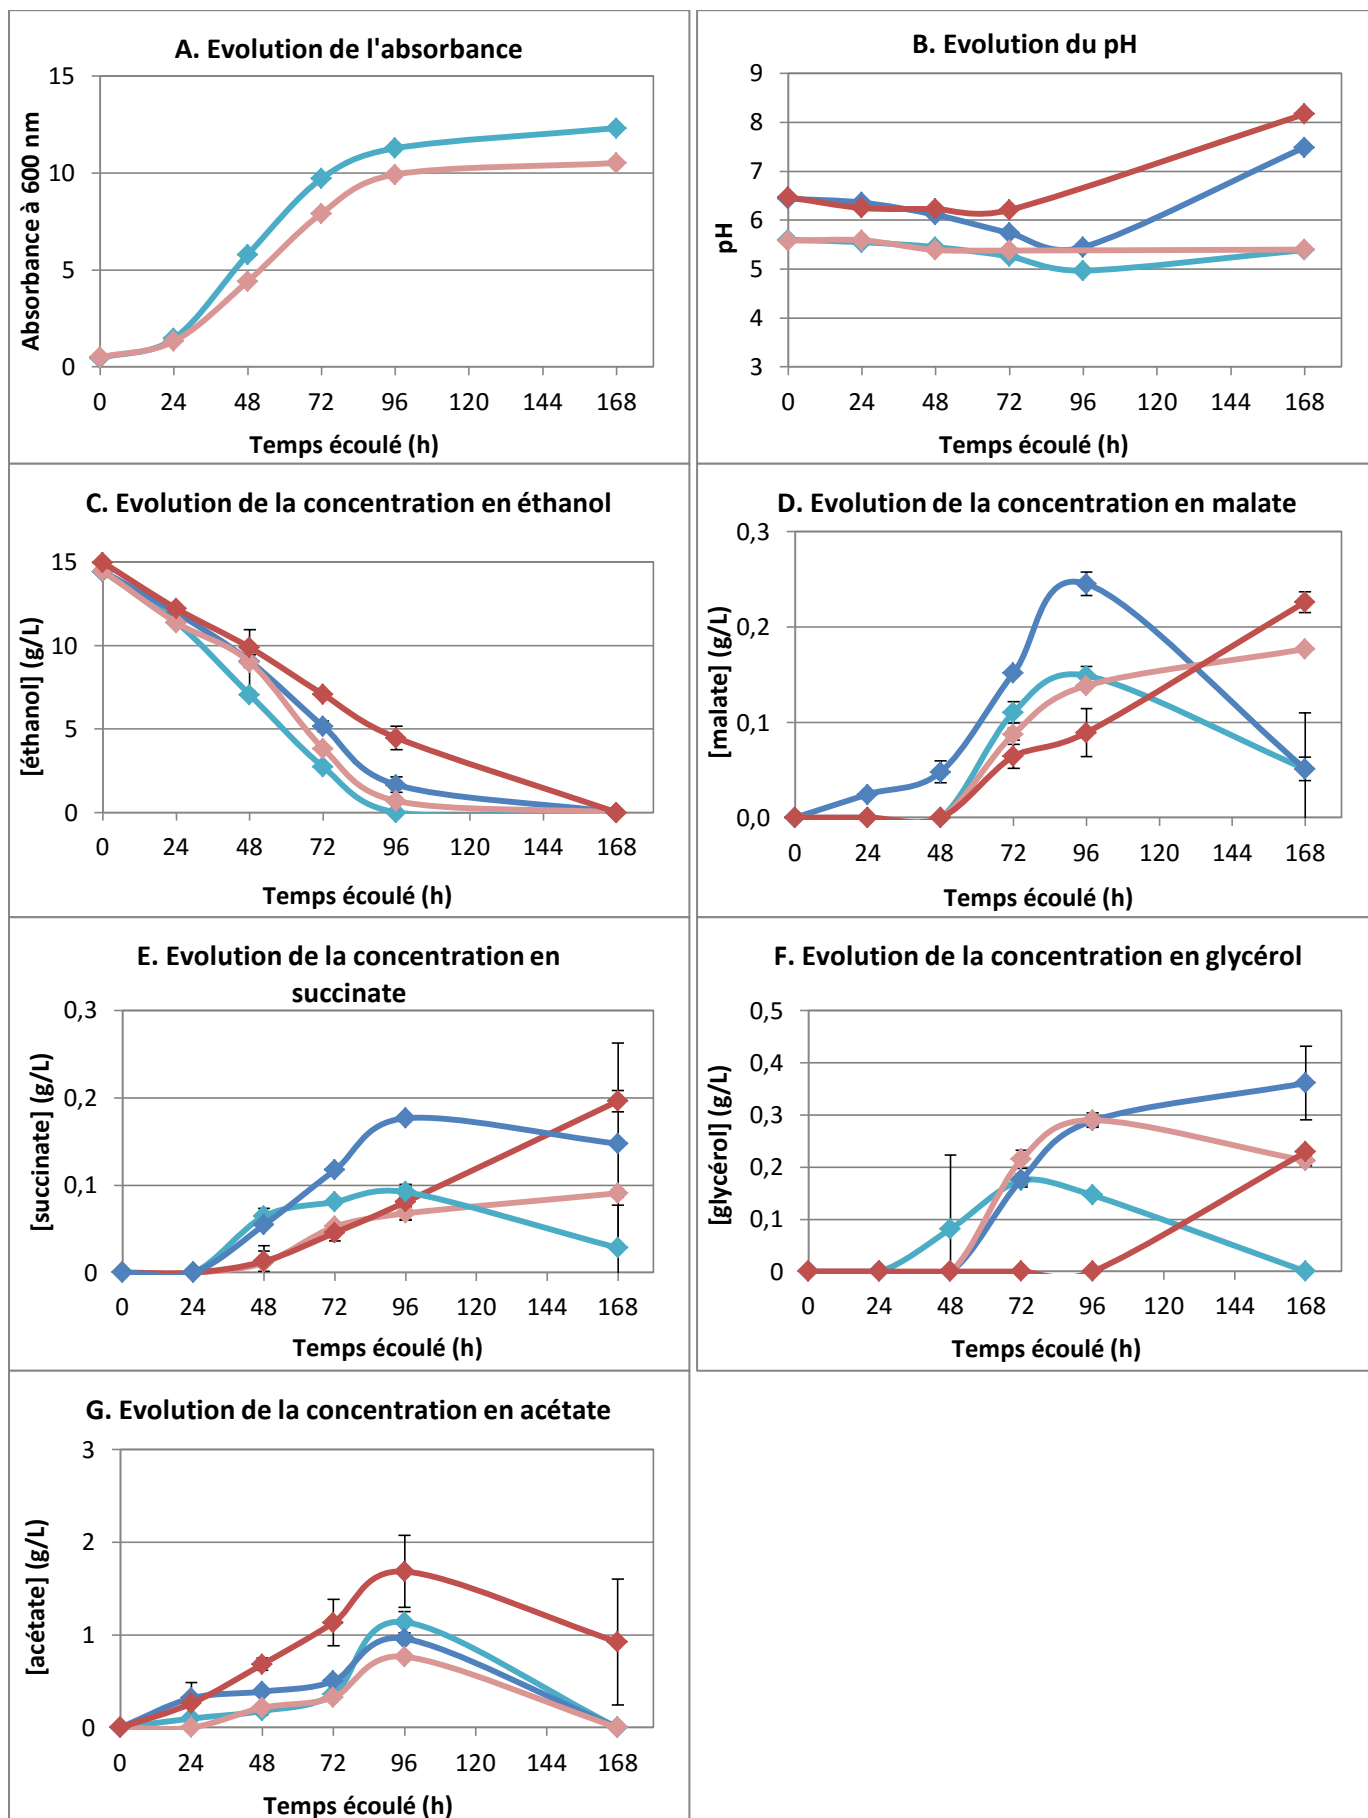 A. Evolution de l'absorbance
15
10
5
0
Absorbance à 600 nm
0 24 48 72 96 120 144 168
Temps écoulé (h)
B. Evolution du pH
9
8
7
6
5
4
3
pH
0 24 48 72 96 120 144 168
Temps écoulé (h)
C. Evolution de la concentration en éthanol
15
10
5
0
[éthanol] (g/L)
0 24 48 72 96 120 144 168
Temps écoulé (h)
D. Evolution de la concentration en malate
0,3
0,2
0,1
0,0
[malate] (g/L)
0 24 48 72 96 120 144 168
Temps écoulé (h)
E. Evolution de la concentration en
succinate
0,3
0,2
0,1
0
[succinate] (g/L)
0 24 48 72 96 120 144 168
Temps écoulé (h)
F. Evolution de la concentration en glycérol
0,5
0,4
0,3
0,2
0,1
0
[glycérol] (g/L)
0 24 48 72 96 120 144 168
Temps écoulé (h)
G. Evolution de la concentration en acétate
3
2
1
0
[acétate] (g/L)
0 24 48 72 96 120 144 168
Temps écoulé (h)